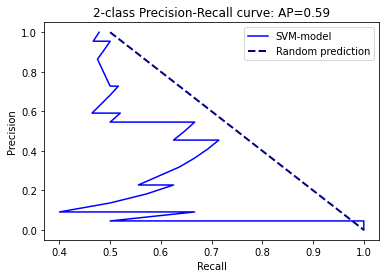 2-class Precision-Recall curve: AP=0.59
SVM-model
Random prediction
Precision
1.0
0.8
0.6
0.4
0.2
0.0
0.4 0.5 0.6 0.7 0.8 0.9 1.0
Recall